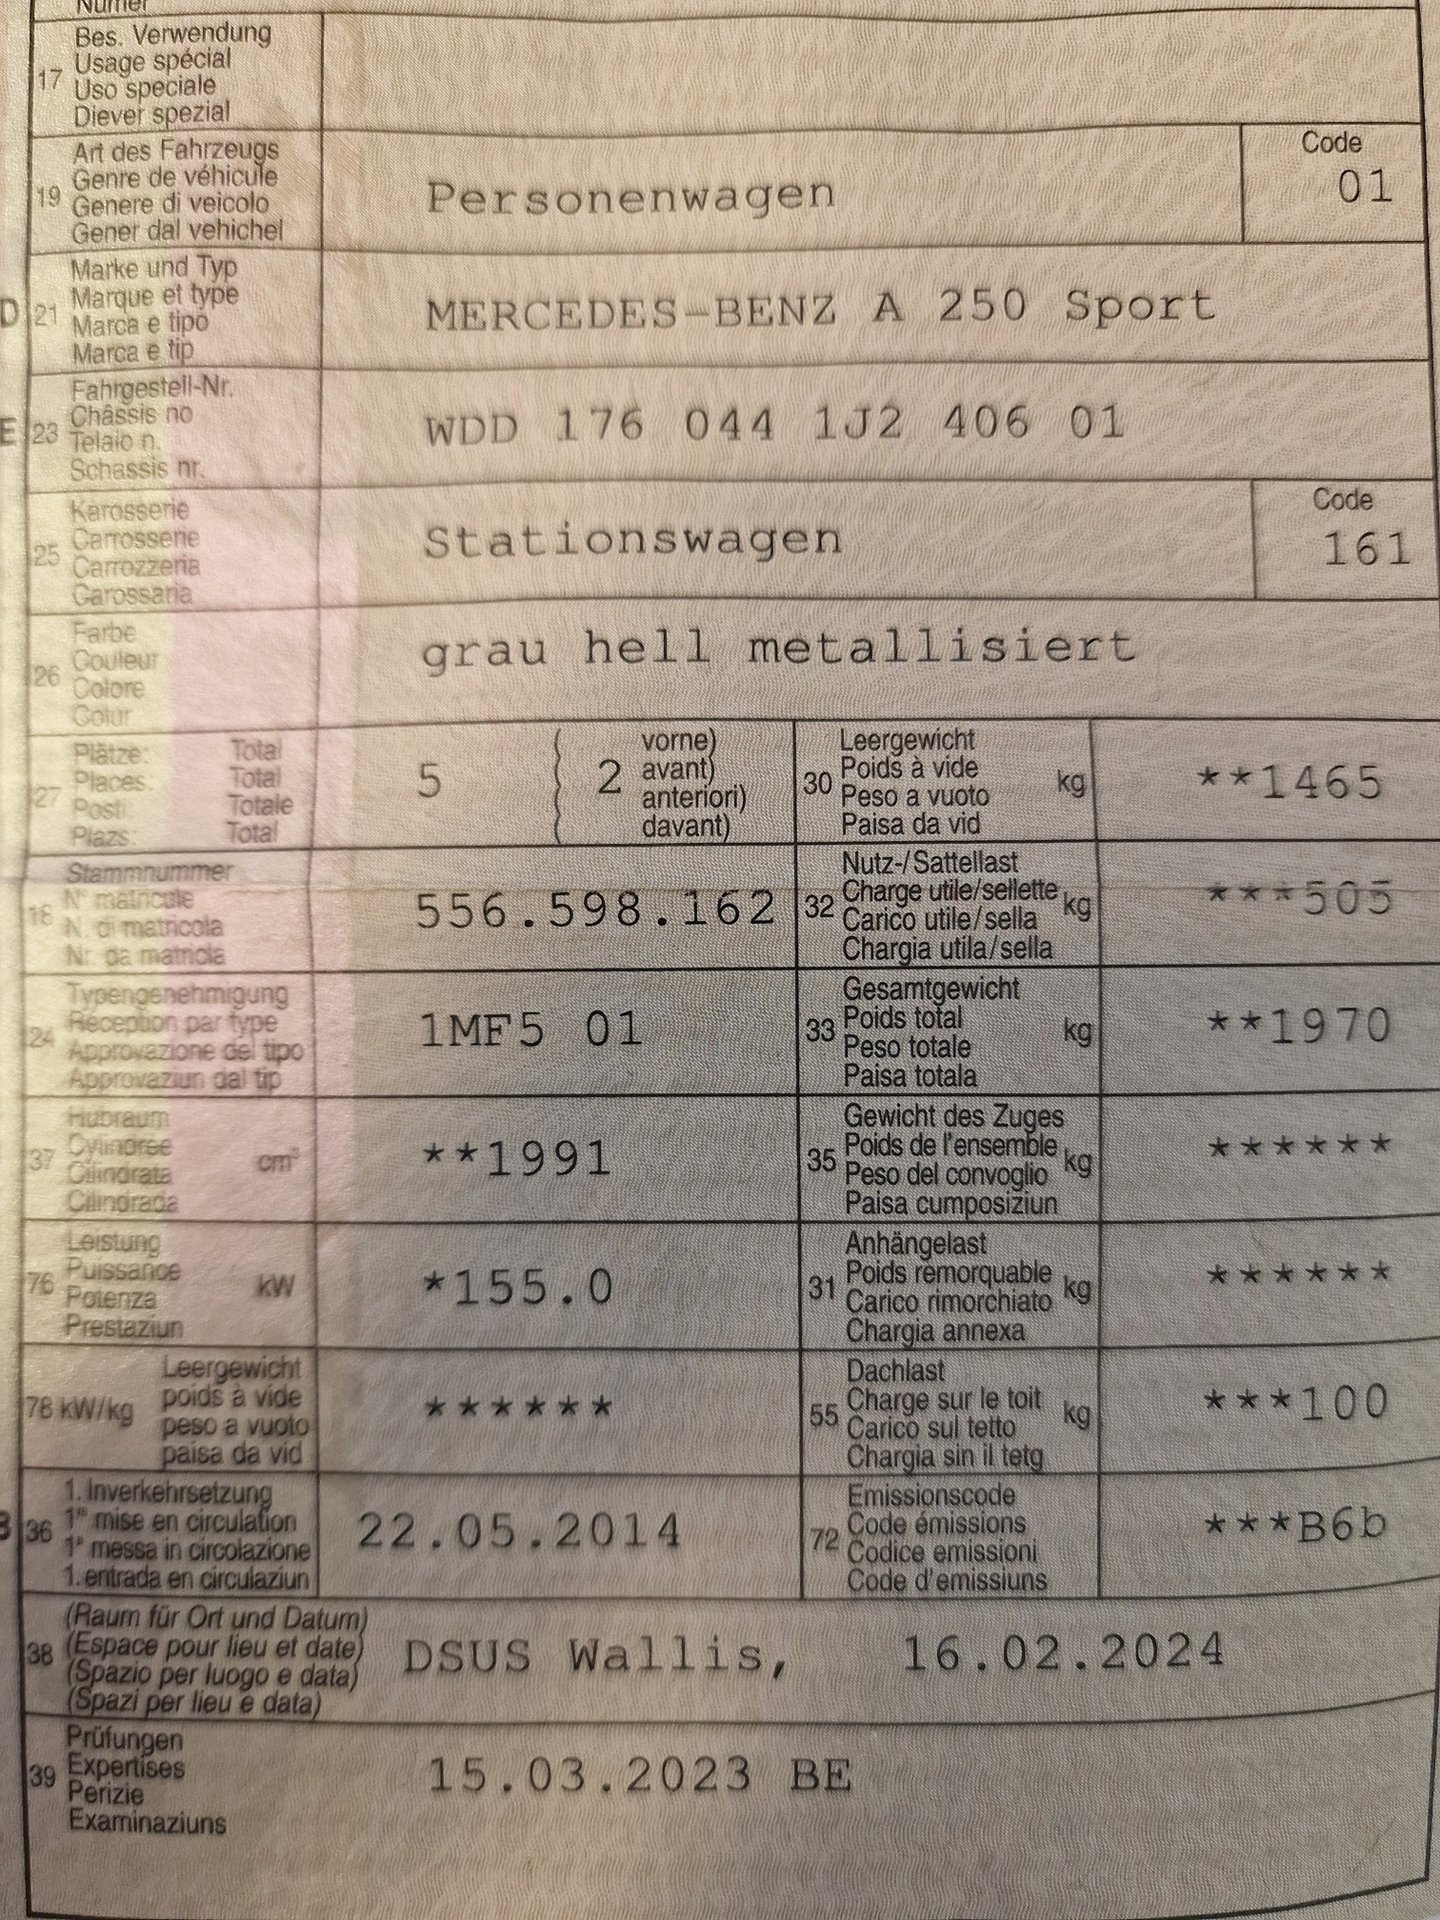 Numer
17 Bes. Verwendung
Usage spécial
Uso speciale
Diever spezial
19 Art des Fahrzeugs
Genre de véhicule
Genere di veicolo
Gener dal vehichel
Personenwagen
Code
01
D 21 Marke und Typ
Marque et type
Marca e tipo
Marca e tip
MERCEDES-BENZ A 250 Sport
E 23 Fahrgestell-Nr.
Châssis no
Telaio n.
Schassis nr.
WDD 176 044 1J2 406 01
25 Karosserie
Carrosserie
Carrozzeria
Carossaria
Stationswagen
Code
161
26 Farbe
Couleur
Colore
Colur
grau hell metallisiert
27 Plätze: Total
Places: Total
Posti: Totale
Plazs: Total
5 ( 2 vorne)
avant)
anteriori)
davant)
30 Leergewicht
Poids à vide
Peso a vuoto
Paisa da vid
kg
**1465
18 Stammnummer
N° matricule
N. di matricola
Nr. da matricla
556.598.162
32 Nutz-/Sattellast
Charge utile/sellette
Carico utile/sella
Chargia utila/sella
kg
***505
24 Typengenehmigung
Réception par type
Approvazione del tipo
Approvaziun dal tip
1MF5 01
33 Gesamtgewicht
Poids total
Peso totale
Paisa totala
kg
**1970
37 Hubraum
Cylindrée
Cilindrata
Cilindrada
cm³
**1991
35 Gewicht des Zuges
Poids de l'ensemble
Peso del convoglio
Paisa cumposiziun
kg
******
76 Leistung
Puissance
Potenza
Prestaziun
kW
*155.0
31 Anhängelast
Poids remorquable
Carico rimorchiato
Chargia annexa
kg
******
78 kW/kg Leergewicht
poids à vide
peso a vuoto
paisa da vid
******
55 Dachlast
Charge sur le toit
Carico sul tetto
Chargia sin il tetg
kg
***100
B 36 1. Inverkehrsetzung
1re mise en circulation
1a messa in circolazione
1. entrada en circulaziun
22.05.2014
72 Emissionscode
Code émissions
Codice emissioni
Code d'emissiuns
***B6b
38 (Raum für Ort und Datum)
(Espace pour lieu et date)
(Spazio per luogo e data)
(Spazi per lieu e data)
DSUS Wallis, 16.02.2024
39 Prüfungen
Expertises
Perizie
Examinaziuns
15.03.2023 BE